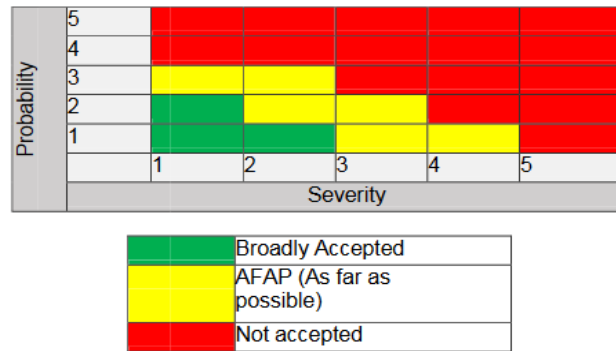 Probability
5
4
3
2
1
1 2 3 4 5
Severity
Broadly Accepted
AFAP (As far as
possible)
Not accepted